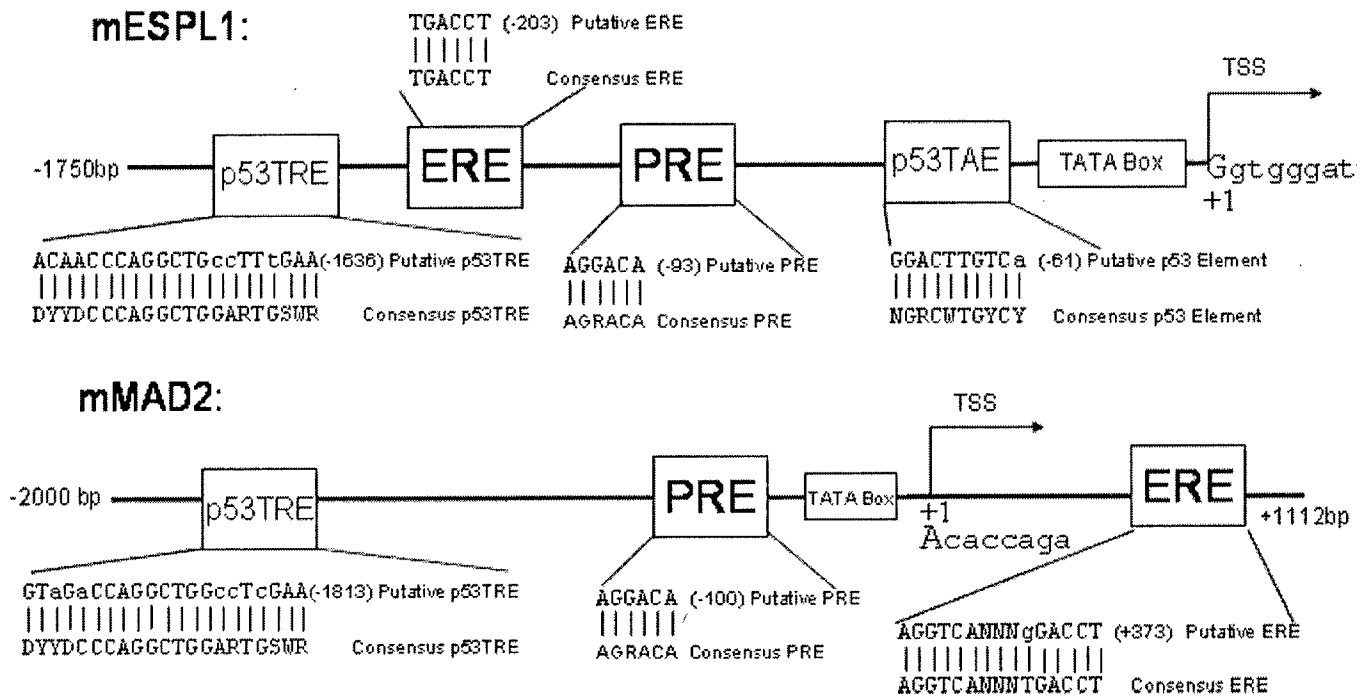 mESPL1:
TGACCT (-203) Putative ERE
TGACCT Consensus ERE
TSS
-1750bp p53TRE ERE PRE p53TAE TATA Box Ggtgggat
+1
ACAACCCAGGCTGccTTtGAA(-1636) Putative p53TRE
DYYDCCCAGGCTGGARTGSWR Consensus p53TRE
AGGACA (-93) Putative PRE
AGRACA Consensus PRE
GGACTTGTCa (-61) Putative p53 Element
NGRCWTGYCY Consensus p53 Element
mMAD2:
TSS
-2000 bp p53TRE PRE TATA Box +1 ERE +1112bp
Acaccaga
GTaGaCCAGGCTGGccTcGAA(-1813) Putative p53TRE
DYYDCCCAGGCTGGARTGSWR Consensus p53TRE
AGGACA (-100) Putative PRE
AGRACA Consensus PRE
AGGTCANNNgGACCT (+373) Putative ERE
AGGTCANNNTGACCT Consensus ERE